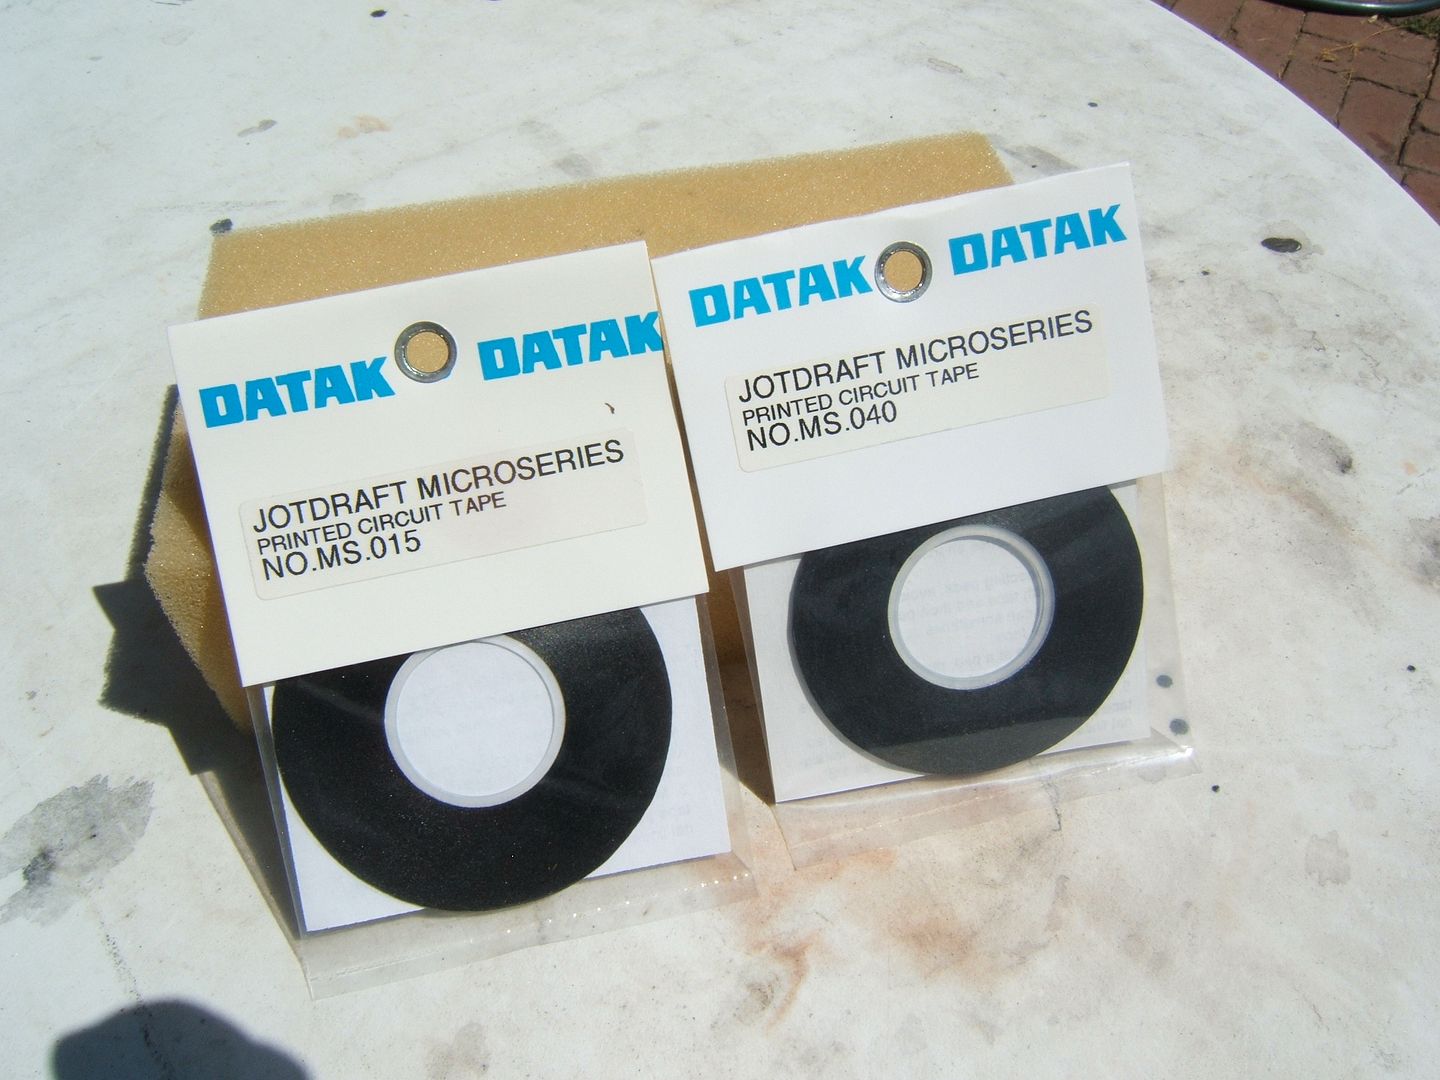 DATAK DATAK
JOTDRAFT MICROSERIES
PRINTED CIRCUIT TAPE
NO.MS.015
DATAK DATAK
JOTDRAFT MICROSERIES
PRINTED CIRCUIT TAPE
NO.MS.040